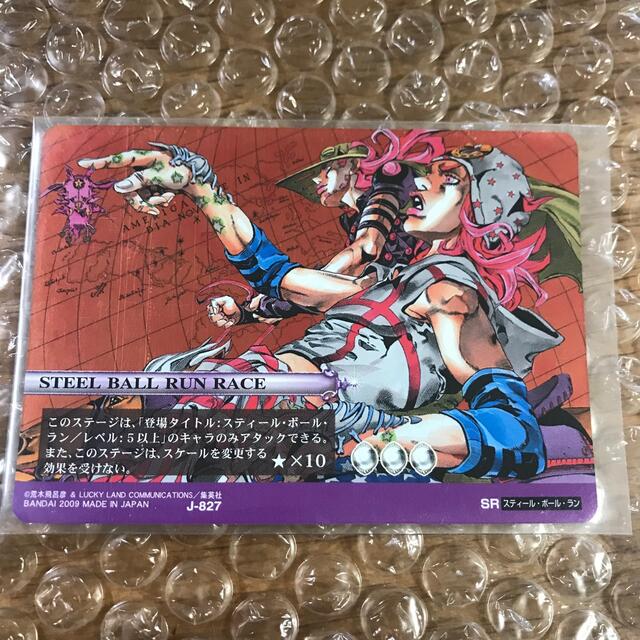 AMERICA
IN
DIA NO
STEEL BALL RUN RACE
このステージは、「登場タイトル:スティール・ボール・
ラン/レベル:5以上」のキャラのみアタックできる。
また、このステージは、スケールを変更する
効果を受けない。
★×10
©荒木飛呂彦 & LUCKY LAND COMMUNICATIONS/集英社
BANDAI 2009 MADE IN JAPAN
J-827
SR スティール・ボール・ラン